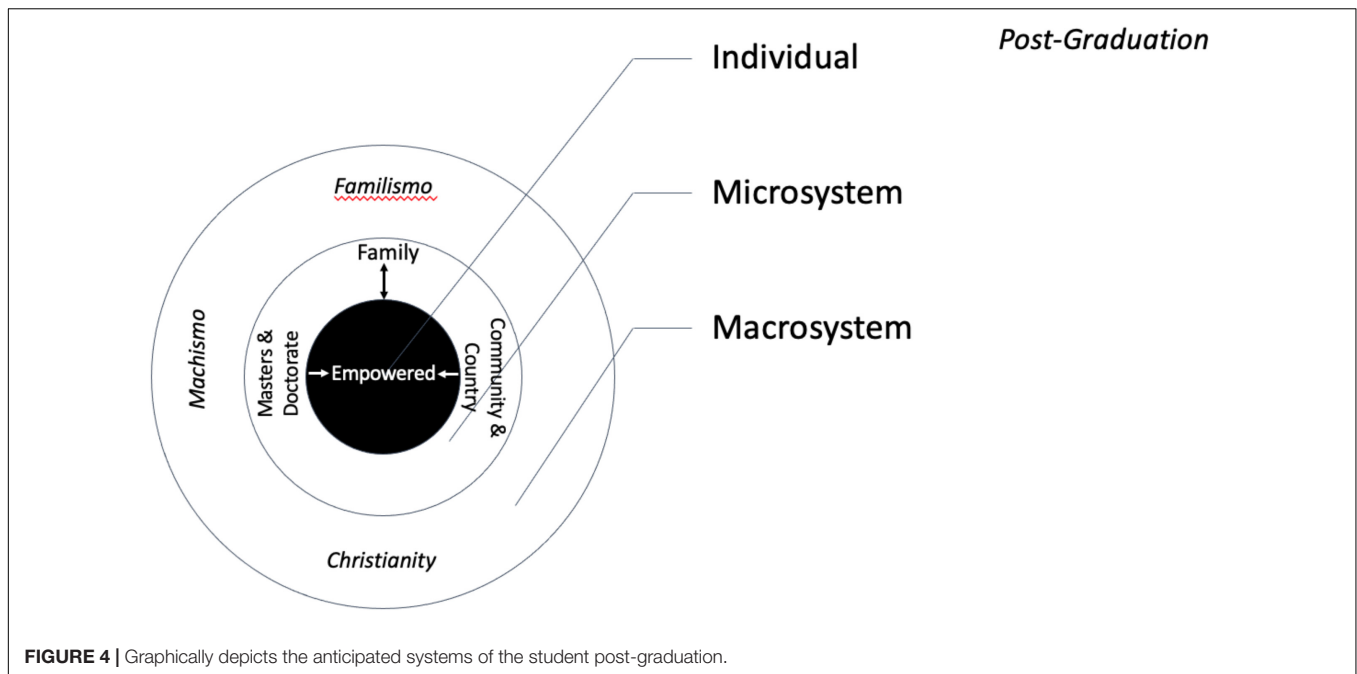 Post-Graduation
Individual
Microsystem
Macrosystem
Familismo
Family
Machismo
Masters &
Doctorate
Empowered
Community &
Country
Christianity
FIGURE 4 | Graphically depicts the anticipated systems of the student post-graduation.